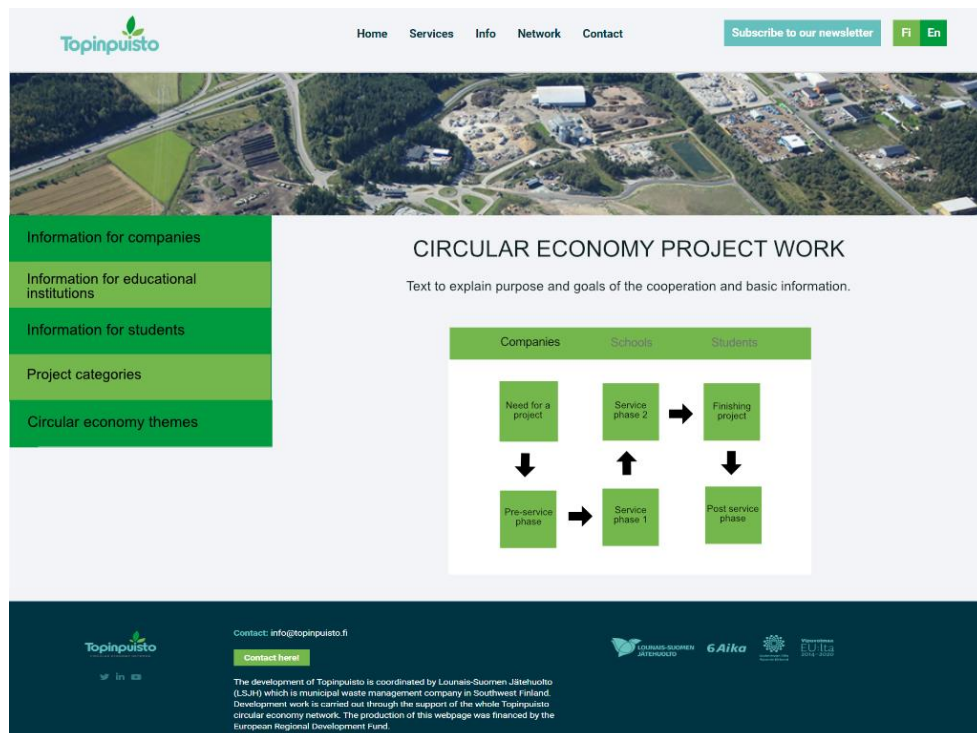 Topinpuisto
Home Services Info Network Contact
Subscribe to our newsletter
Fi En
Information for companies
Information for educational
institutions
Information for students
Project categories
Circular economy themes
CIRCULAR ECONOMY PROJECT WORK
Text to explain purpose and goals of the cooperation and basic information.
Companies Schools Students
Need for a
project
Service
phase 2
Finishing
project
Pre-service
phase
Service
phase 1
Post service
phase
Topinpuisto
Contact: info@topinpuisto.fi
Contact here!
The development of Topinpuisto is coordinated by Lounais-Suomen Jätehuolto
(LSJH) which is municipal waste management company in Southwest Finland.
Development work is carried out through the support of the whole Topinpuisto
circular economy network. The production of this webpage was financed by the
European Regional Development Fund.
LOUNAIS-SUOMEN
JÄTEHUOLTO
6Aika
Vipuvoimaa
EU:lta
2014–2020